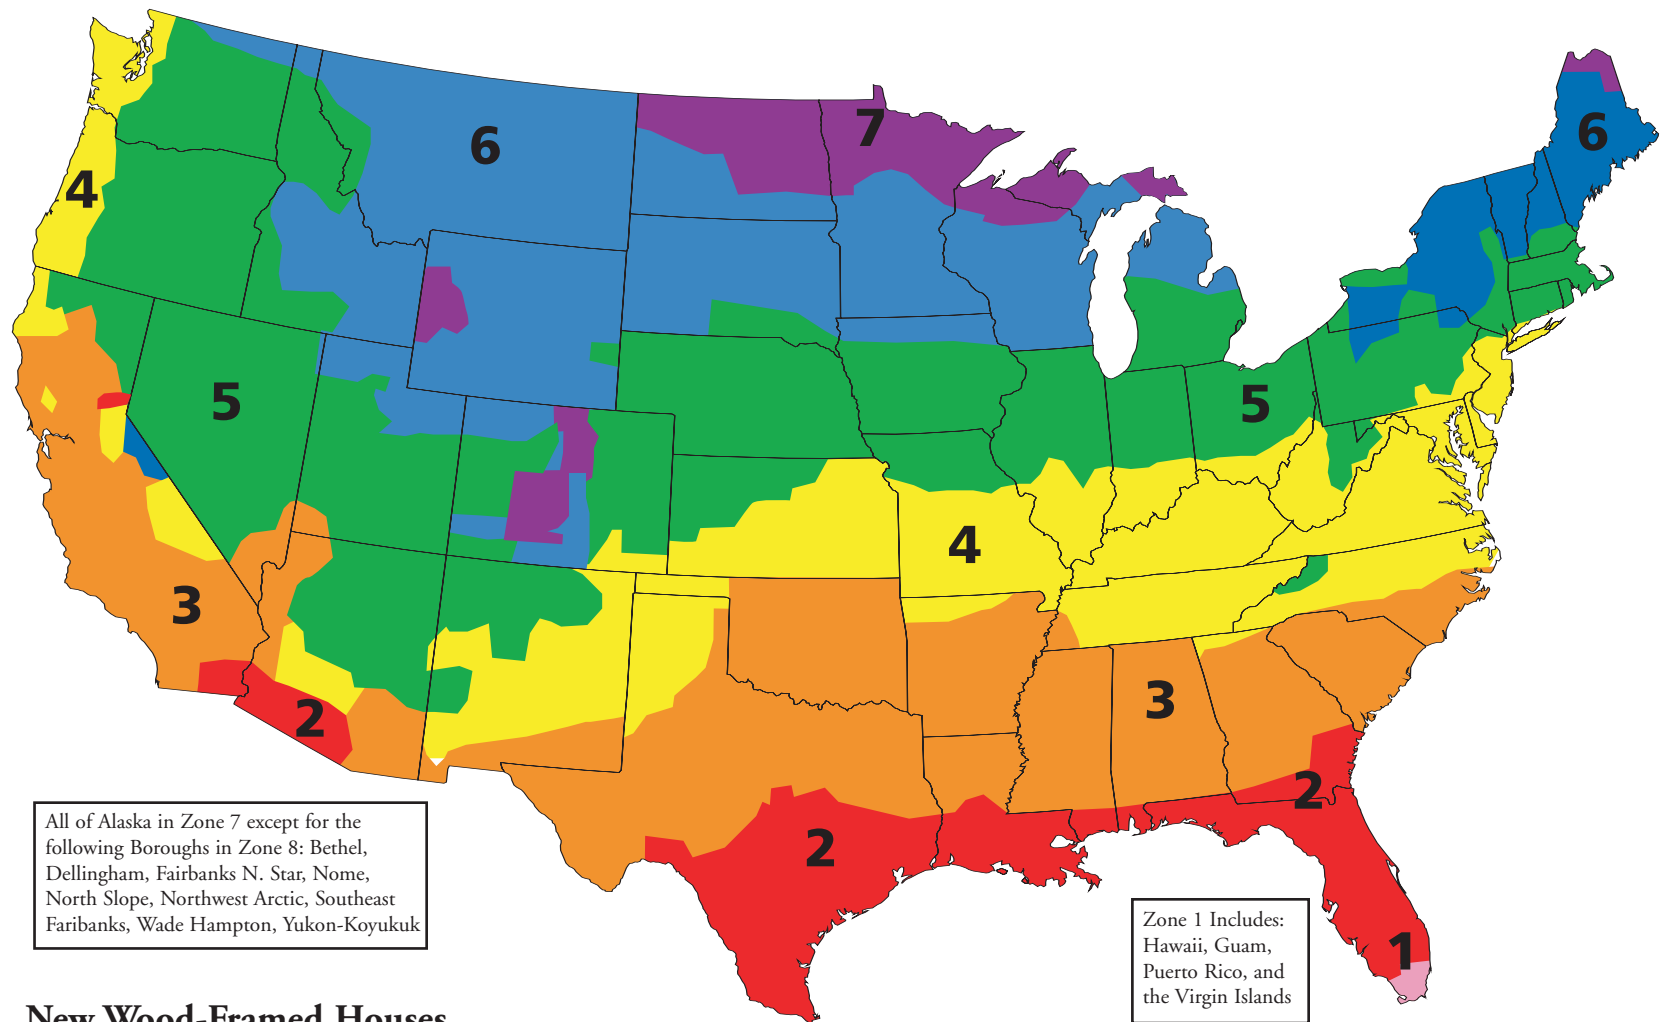 7
6
6
4
5
5
4
3
3
2
2
2
1
All of Alaska in Zone 7 except for the
following Boroughs in Zone 8: Bethel,
Dellingham, Fairbanks N. Star, Nome,
North Slope, Northwest Arctic, Southeast
Faribanks, Wade Hampton, Yukon-Koyukuk
Zone 1 Includes:
Hawaii, Guam,
Puerto Rico, and
the Virgin Islands
New Wood-Framed Houses